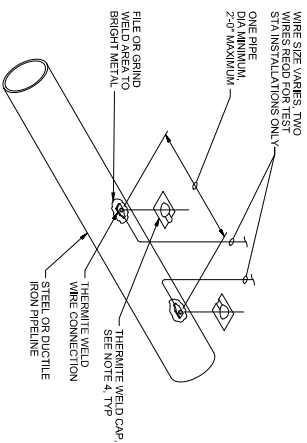 WIRE SIZE VARIES, TWO
WIRES REQD FOR TEST
STA INSTALLATIONS ONLY
ONE PIPE
DIA MINIMUM,
2'-0" MAXIMUM
FILE OR GRIND
WELD AREA TO
BRIGHT METAL
THERMITE WELD CAP,
SEE NOTE 4, TYP
THERMITE WELD
WIRE CONNECTION
STEEL OR DUCTILE
IRON PIPELINE